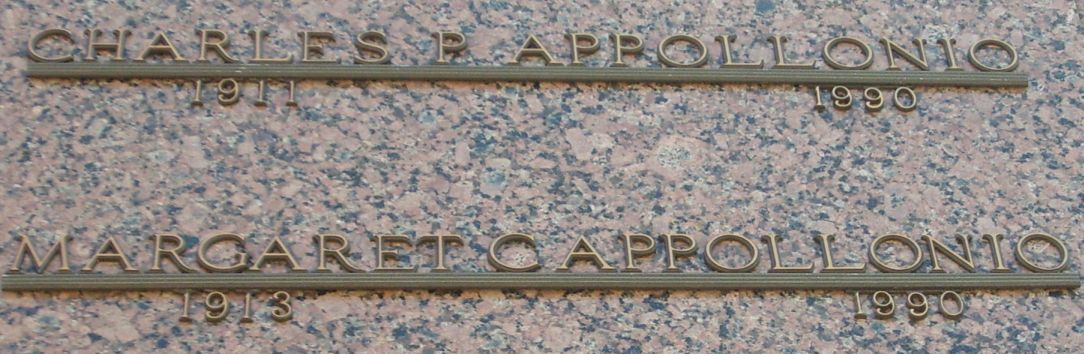 CHARLES P. APPOLLONIO
1911 1990
MARGARET C. APPOLLONIO
1913 1990